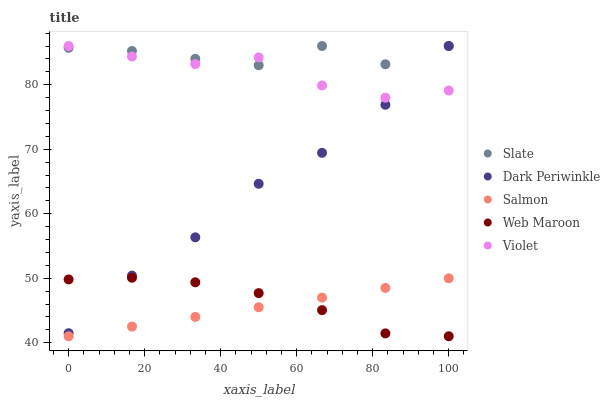 title
80
70
60
50
40
0
20
40
60
80
100
yaxis_label
xaxis_label
Slate
Dark Periwinkle
Salmon
Web Maroon
Violet